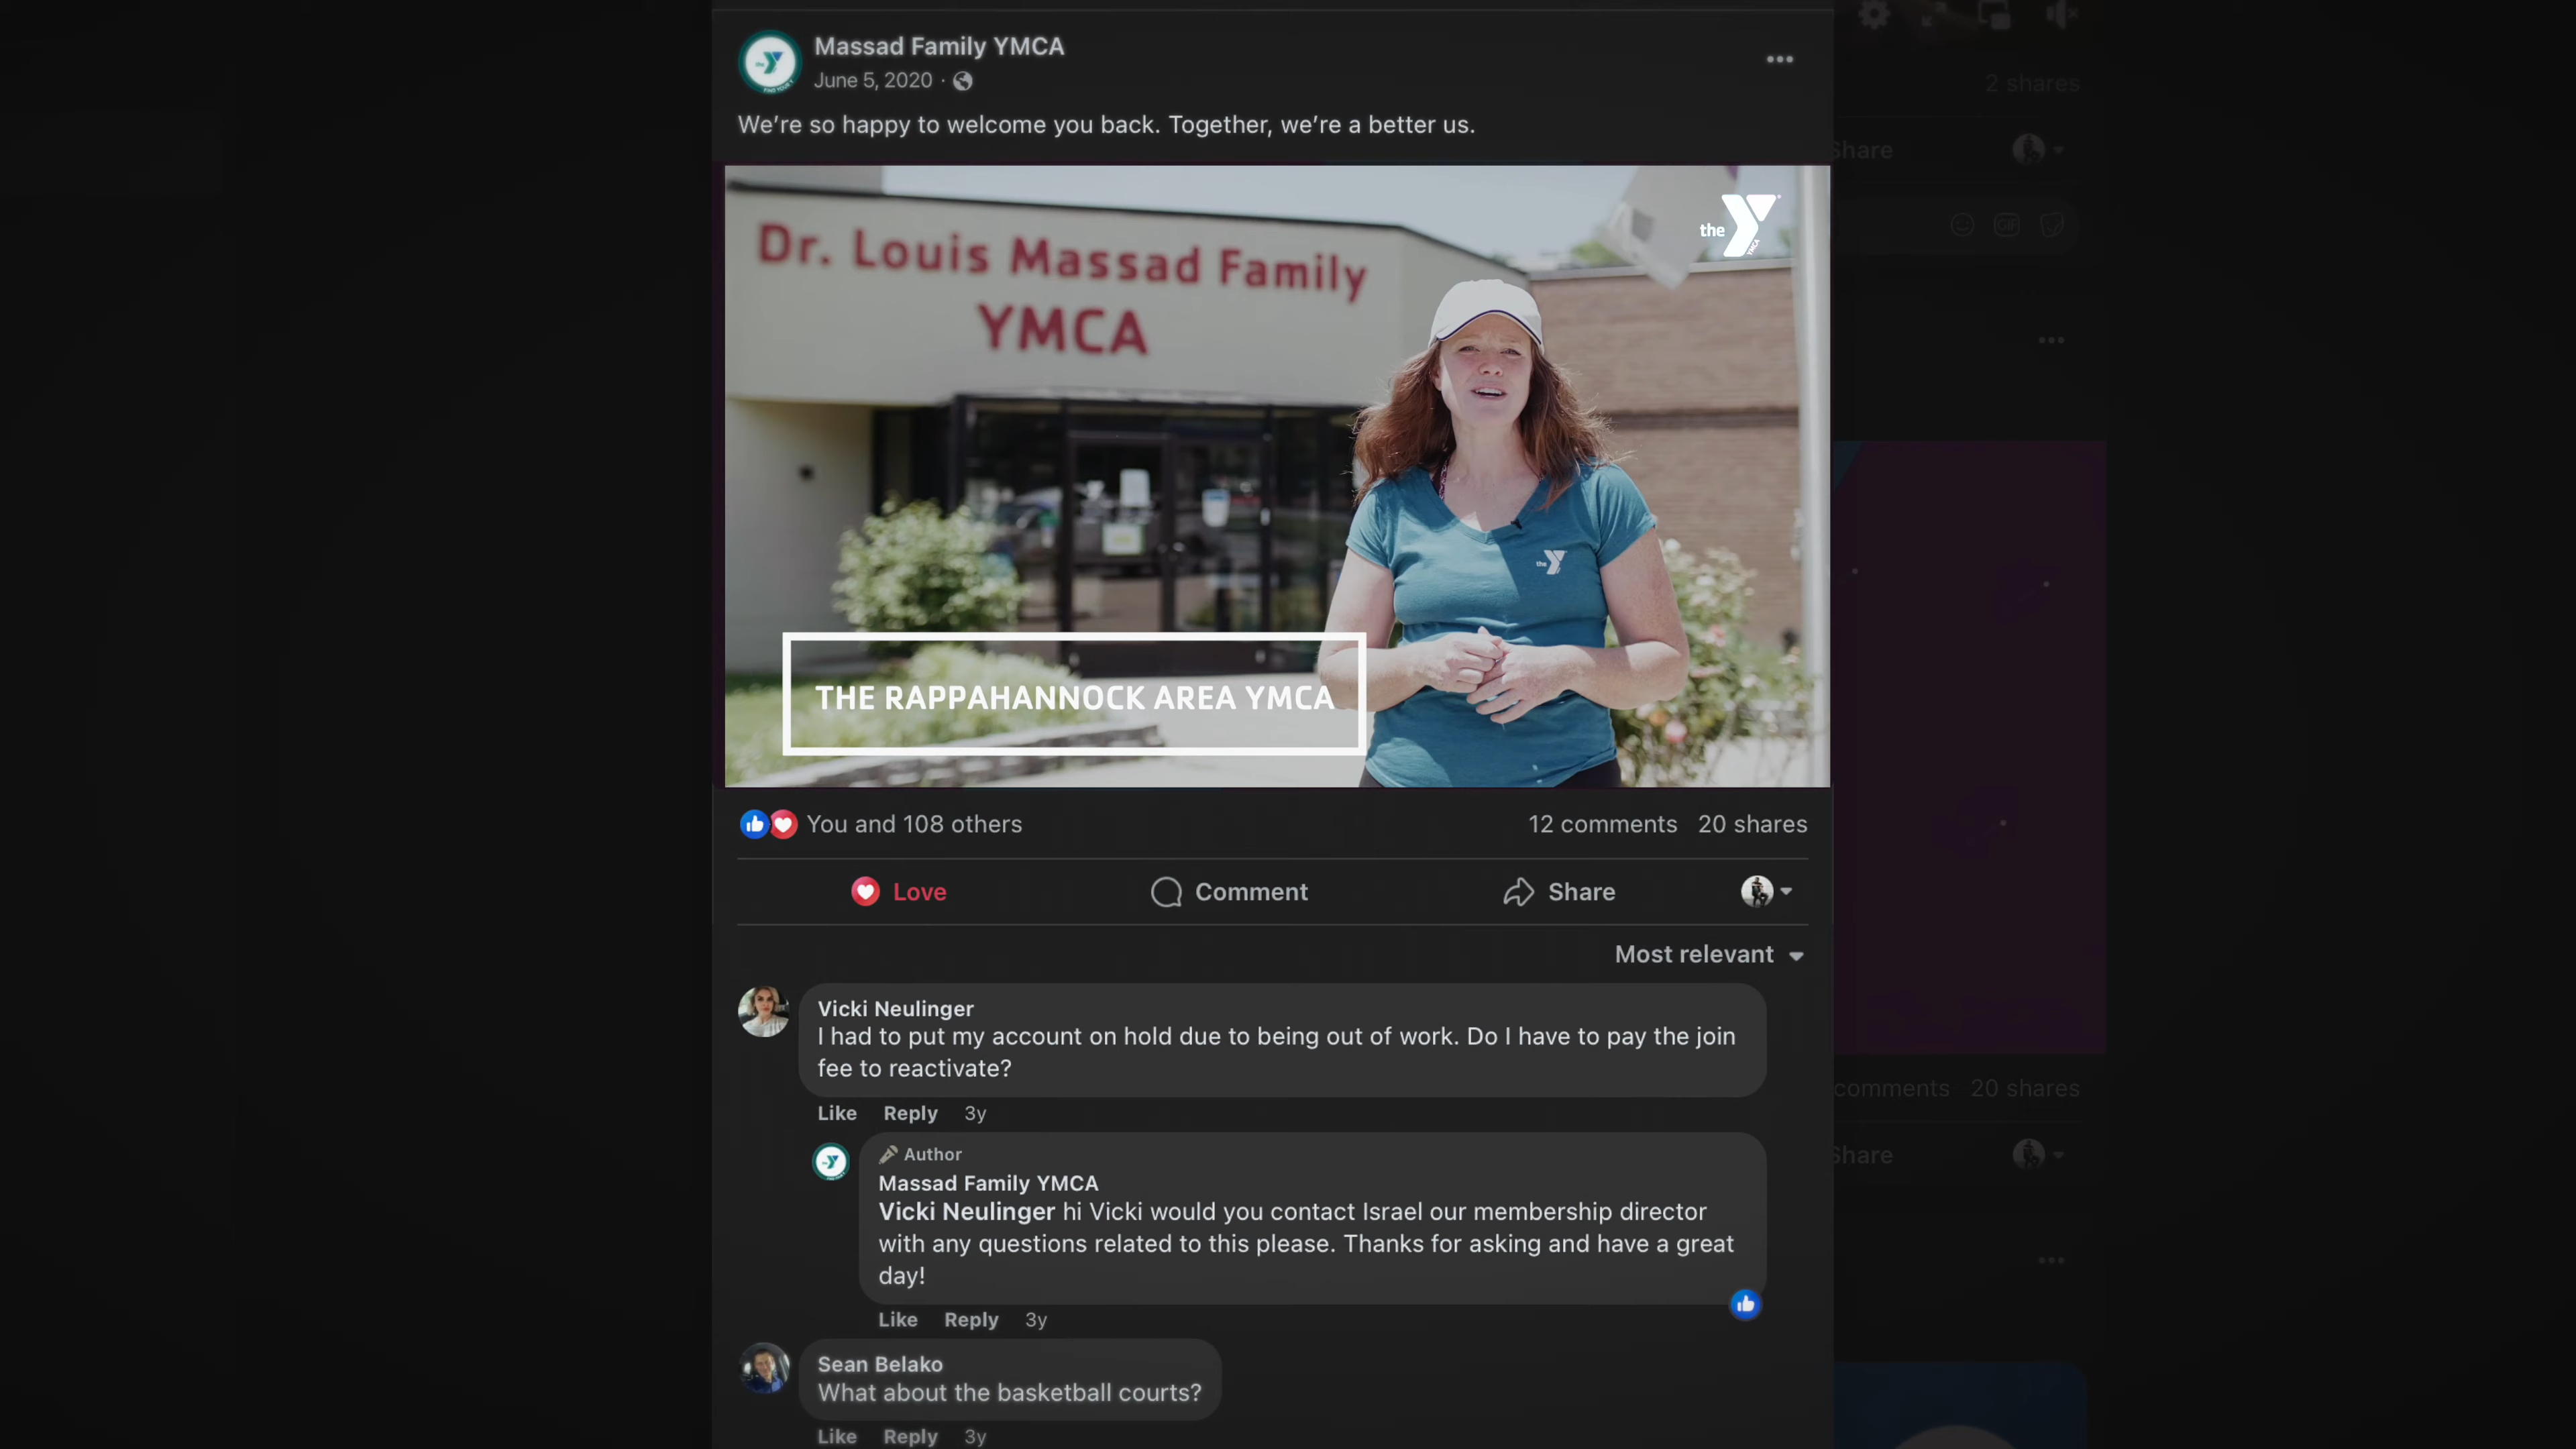 Massad Family YMCA
June 5, 2020 ·
We're so happy to welcome you back. Together, we're a better us.
Dr. Louis Massad Family
YMCA
the Y
YMCA
the Y
THE RAPPAHANNOCK AREA YMCA
You and 108 others
12 comments 20 shares
Love
Comment
Share
Most relevant
Vicki Neulinger
I had to put my account on hold due to being out of work. Do I have to pay the join
fee to reactivate?
Like Reply 3y
Author
Massad Family YMCA
Vicki Neulinger hi Vicki would you contact Israel our membership director
with any questions related to this please. Thanks for asking and have a great
day!
Like Reply 3y
Sean Belako
What about the basketball courts?
Like Reply 3y
2 shares
Share
GIF
comments 20 shares
Share